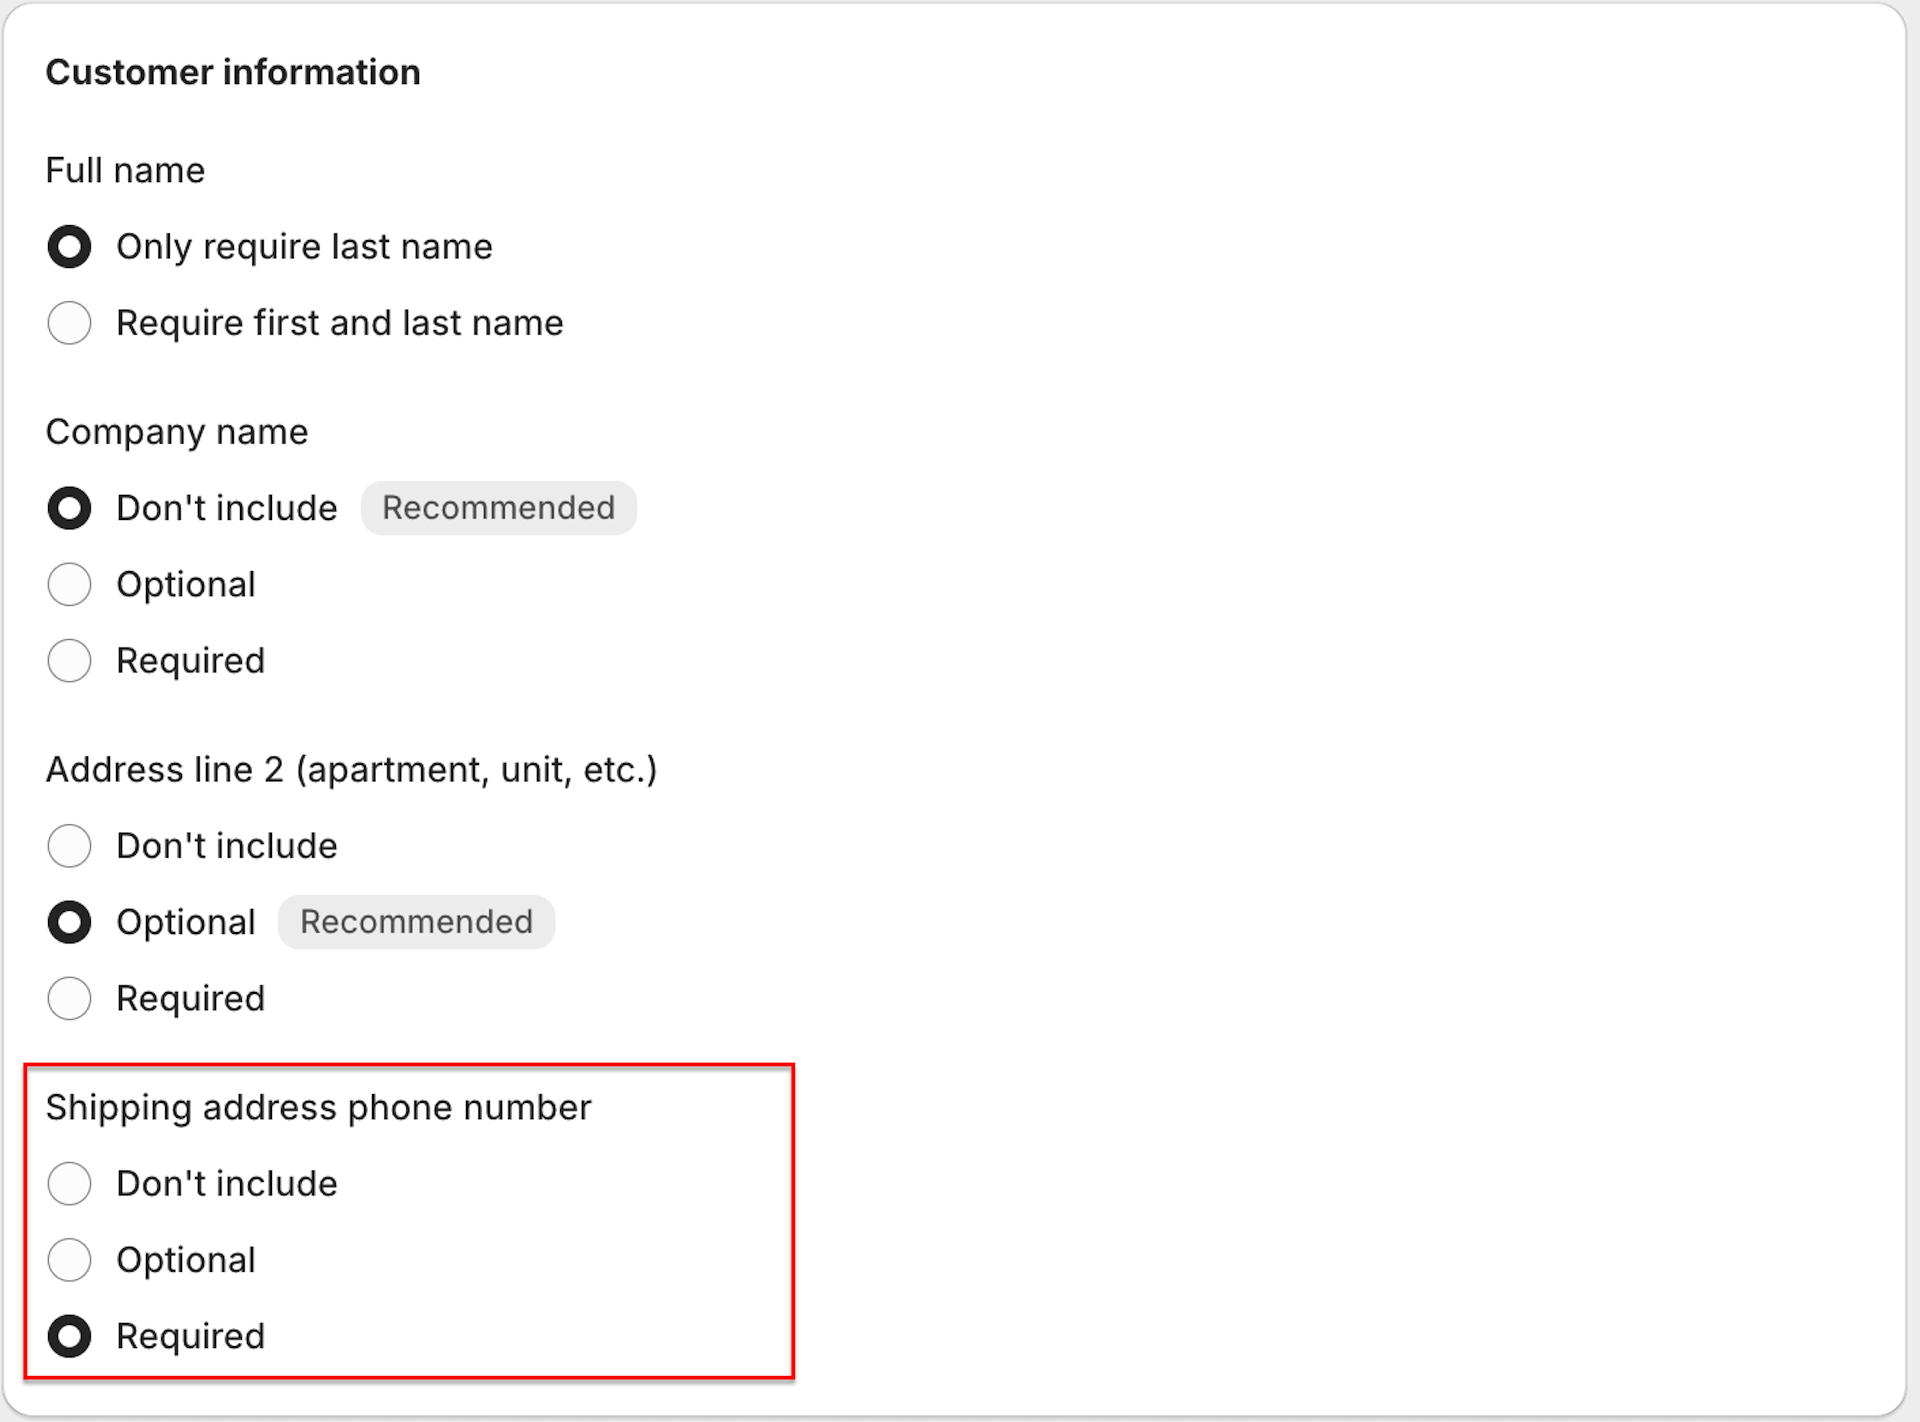 Customer information
Full name
Only require last name
Require first and last name
Company name
Don't include Recommended
Optional
Required
Address line 2 (apartment, unit, etc.)
Don't include
Optional Recommended
Required
Shipping address phone number
Don't include
Optional
Required